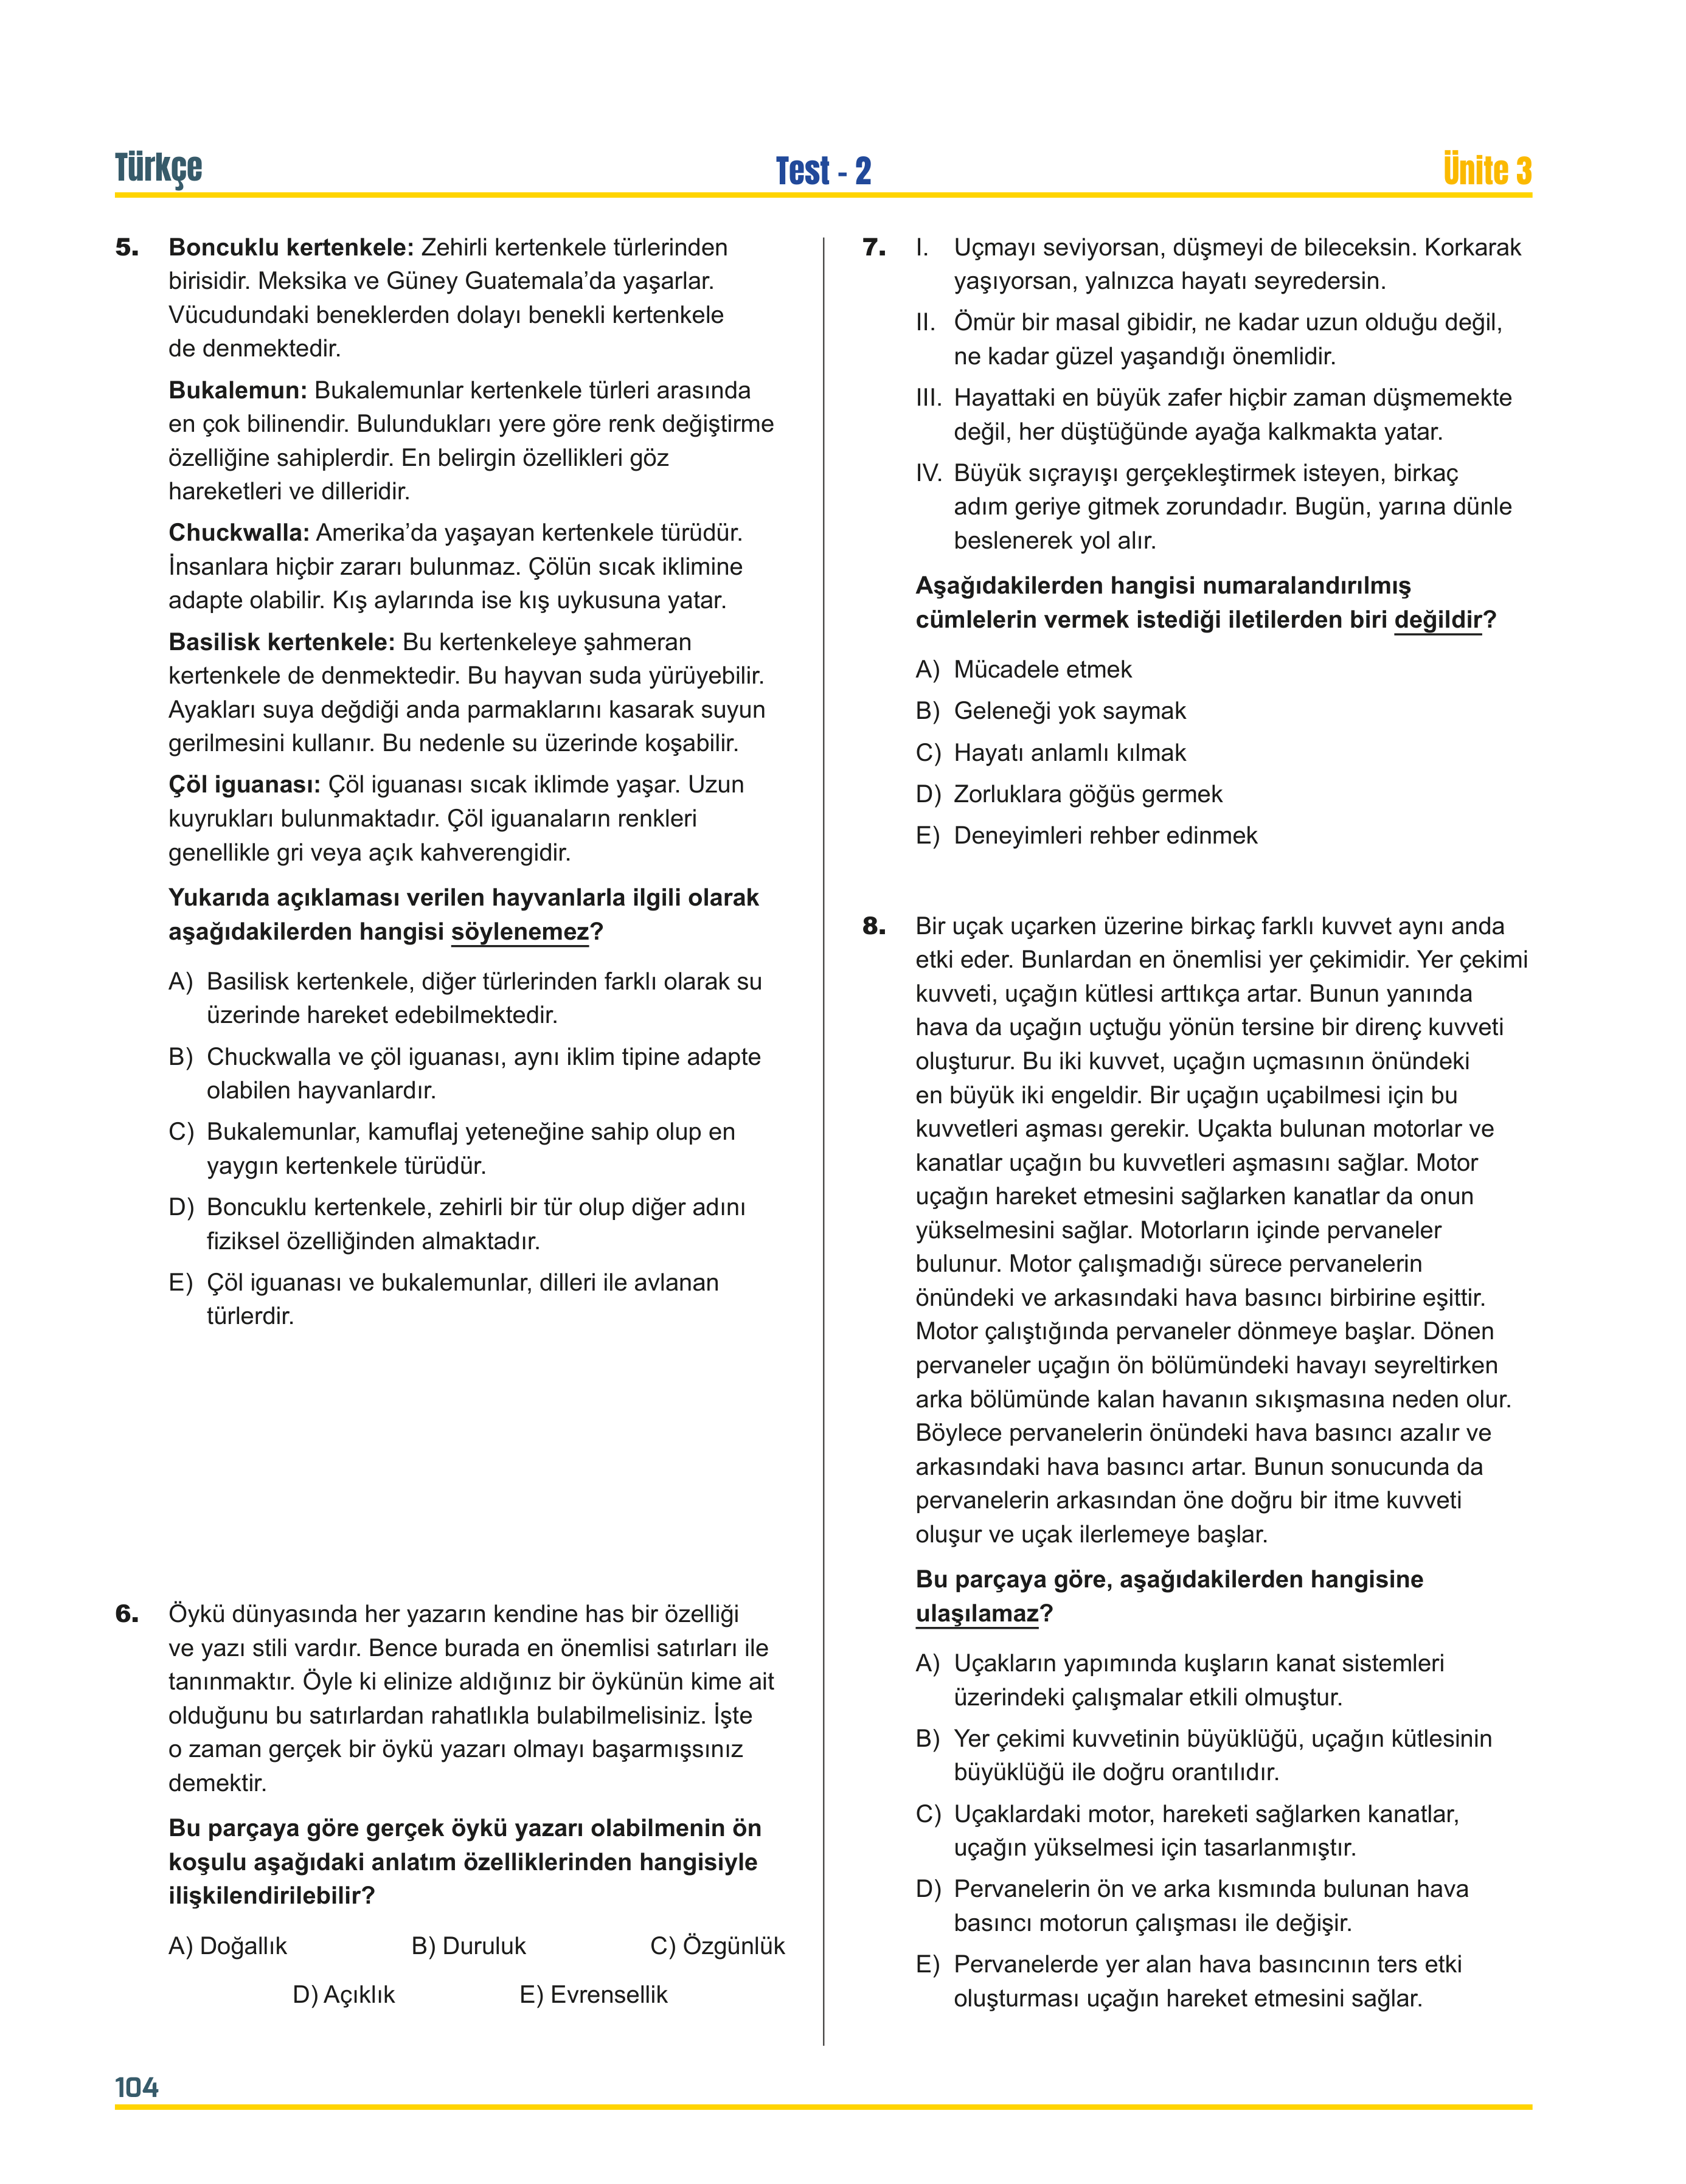 Türkçe
Test - 2
Ünite 3
5. Boncuklu kertenkele: Zehirli kertenkele türlerinden
birisidir. Meksika ve Güney Guatemala’da yaşarlar.
Vücudundaki beneklerden dolayı benekli kertenkele
de denmektedir.
Bukalemun: Bukalemunlar kertenkele türleri arasında
en çok bilinendir. Bulundukları yere göre renk değiştirme
özelliğine sahiplerdir. En belirgin özellikleri göz
hareketleri ve dilleridir.
Chuckwalla: Amerika’da yaşayan kertenkele türüdür.
İnsanlara hiçbir zararı bulunmaz. Çölün sıcak iklimine
adapte olabilir. Kış aylarında ise kış uykusuna yatar.
Basilisk kertenkele: Bu kertenkeleye şahmeran
kertenkele de denmektedir. Bu hayvan suda yürüyebilir.
Ayakları suya değdiği anda parmaklarını kasarak suyun
gerilmesini kullanır. Bu nedenle su üzerinde koşabilir.
Çöl iguanası: Çöl iguanası sıcak iklimde yaşar. Uzun
kuyrukları bulunmaktadır. Çöl iguanaların renkleri
genellikle gri veya açık kahverengidir.
Yukarıda açıklaması verilen hayvanlarla ilgili olarak
aşağıdakilerden hangisi söylenemez?
A) Basilisk kertenkele, diğer türlerinden farklı olarak su
üzerinde hareket edebilmektedir.
B) Chuckwalla ve çöl iguanası, aynı iklim tipine adapte
olabilen hayvanlardır.
C) Bukalemunlar, kamuflaj yeteneğine sahip olup en
yaygın kertenkele türüdür.
D) Boncuklu kertenkele, zehirli bir tür olup diğer adını
fiziksel özelliğinden almaktadır.
E) Çöl iguanası ve bukalemunlar, dilleri ile avlanan
türlerdir.
6. Öykü dünyasında her yazarın kendine has bir özelliği
ve yazı stili vardır. Bence burada en önemlisi satırları ile
tanınmaktır. Öyle ki elinize aldığınız bir öykünün kime ait
olduğunu bu satırlardan rahatlıkla bulabilmelisiniz. İşte
o zaman gerçek bir öykü yazarı olmayı başarmışsınız
demektir.
Bu parçaya göre gerçek öykü yazarı olabilmenin ön
koşulu aşağıdaki anlatım özelliklerinden hangisiyle
ilişkilendirilebilir?
A) Doğallık B) Duruluk C) Özgünlük
D) Açıklık E) Evrensellik
7. I. Uçmayı seviyorsan, düşmeyi de bileceksin. Korkarak
yaşıyorsan, yalnızca hayatı seyredersin.
II. Ömür bir masal gibidir, ne kadar uzun olduğu değil,
ne kadar güzel yaşandığı önemlidir.
III. Hayattaki en büyük zafer hiçbir zaman düşmemekte
değil, her düştüğünde ayağa kalkmakta yatar.
IV. Büyük sıçrayışı gerçekleştirmek isteyen, birkaç
adım geriye gitmek zorundadır. Bugün, yarına dünle
beslenerek yol alır.
Aşağıdakilerden hangisi numaralandırılmış
cümlelerin vermek istediği iletilerden biri değildir?
A) Mücadele etmek
B) Geleneği yok saymak
C) Hayatı anlamlı kılmak
D) Zorluklara göğüs germek
E) Deneyimleri rehber edinmek
8. Bir uçak uçarken üzerine birkaç farklı kuvvet aynı anda
etki eder. Bunlardan en önemlisi yer çekimidir. Yer çekimi
kuvveti, uçağın kütlesi arttıkça artar. Bunun yanında
hava da uçağın uçtuğu yönün tersine bir direnç kuvveti
oluşturur. Bu iki kuvvet, uçağın uçmasının önündeki
en büyük iki engeldir. Bir uçağın uçabilmesi için bu
kuvvetleri aşması gerekir. Uçakta bulunan motorlar ve
kanatlar uçağın bu kuvvetleri aşmasını sağlar. Motor
uçağın hareket etmesini sağlarken kanatlar da onun
yükselmesini sağlar. Motorların içinde pervaneler
bulunur. Motor çalışmadığı sürece pervanelerin
önündeki ve arkasındaki hava basıncı birbirine eşittir.
Motor çalıştığında pervaneler dönmeye başlar. Dönen
pervaneler uçağın ön bölümündeki havayı seyreltirken
arka bölümünde kalan havanın sıkışmasına neden olur.
Böylece pervanelerin önündeki hava basıncı azalır ve
arkasındaki hava basıncı artar. Bunun sonucunda da
pervanelerin arkasından öne doğru bir itme kuvveti
oluşur ve uçak ilerlemeye başlar.
Bu parçaya göre, aşağıdakilerden hangisine
ulaşılamaz?
A) Uçakların yapımında kuşların kanat sistemleri
üzerindeki çalışmalar etkili olmuştur.
B) Yer çekimi kuvvetinin büyüklüğü, uçağın kütlesinin
büyüklüğü ile doğru orantılıdır.
C) Uçaklardaki motor, hareketi sağlarken kanatlar,
uçağın yükselmesi için tasarlanmıştır.
D) Pervanelerin ön ve arka kısmında bulunan hava
basıncı motorun çalışması ile değişir.
E) Pervanelerde yer alan hava basıncının ters etki
oluşturması uçağın hareket etmesini sağlar.
104